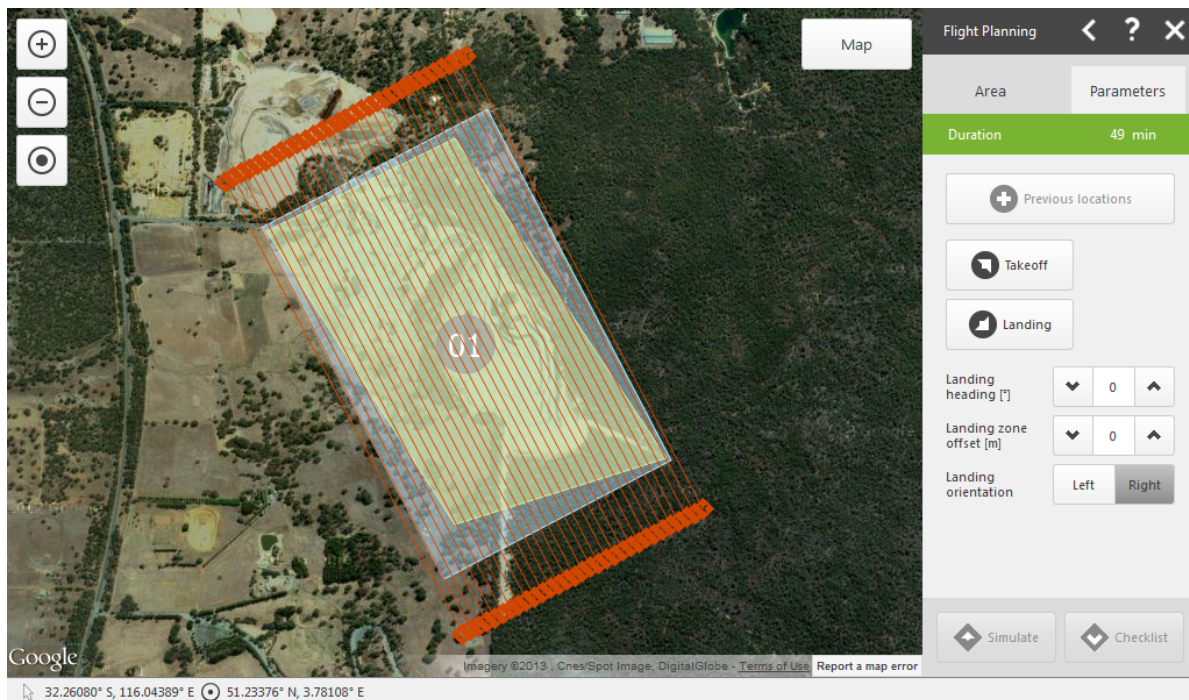 Map
Flight Planning
?
Area
Parameters
Duration 49 min
Previous locations
Takeoff
Landing
01
Landing
heading [°]
0
Landing zone
offset [m]
0
Landing
orientation
Left
Right
Simulate
Checklist
Google
Imagery ©2013 , Cnes/Spot Image, DigitalGlobe - Terms of Use
Report a map error
32.26080° S, 116.04389° E
51.23376° N, 3.78108° E